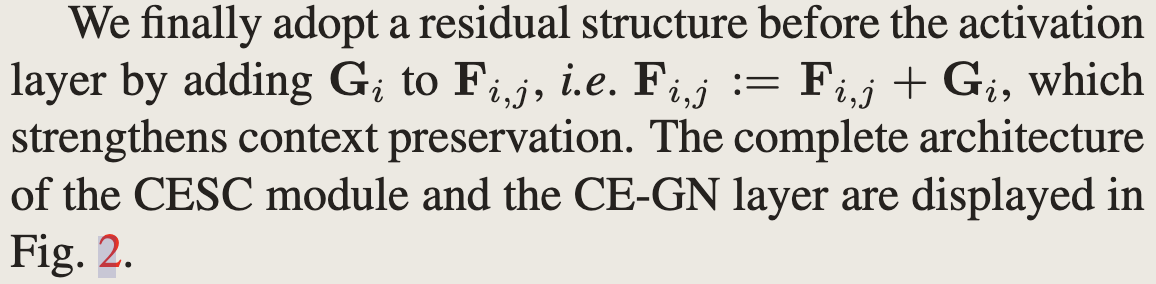 We finally adopt a residual structure before the activation
layer by adding G_i to F_{i,j}, i.e. F_{i,j} := F_{i,j} + G_i, which
strengthens context preservation. The complete architecture
of the CESC module and the CE-GN layer are displayed in
Fig. 2.